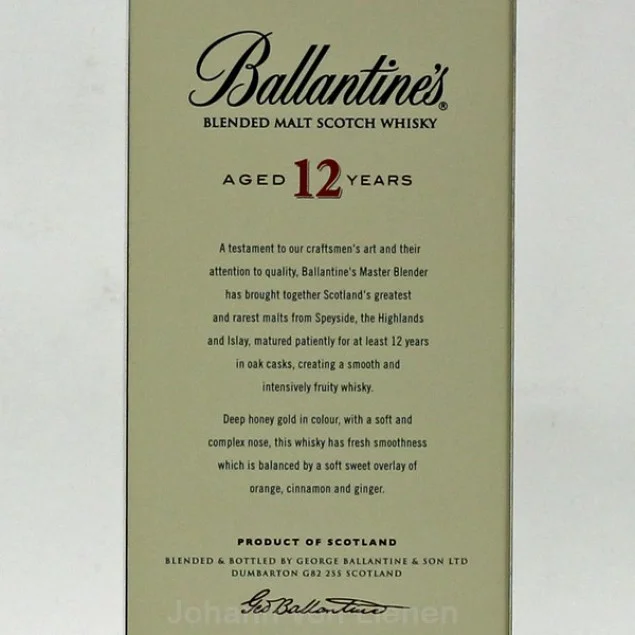 Ballantine's®
BLENDED MALT SCOTCH WHISKY
AGED 12 YEARS
A testament to our craftsmen's art and their
attention to quality, Ballantine's Master Blender
has brought together Scotland's greatest
and rarest malts from Speyside, the Highlands
and Islay, matured patiently for at least 12 years
in oak casks, creating a smooth and
intensively fruity whisky.
Deep honey gold in colour, with a soft and
complex nose, this whisky has fresh smoothness
which is balanced by a soft sweet overlay of
orange, cinnamon and ginger.
PRODUCT OF SCOTLAND
BLENDED & BOTTLED BY GEORGE BALLANTINE & SON LTD
DUMBARTON G82 2SS SCOTLAND
Geo Ballantine